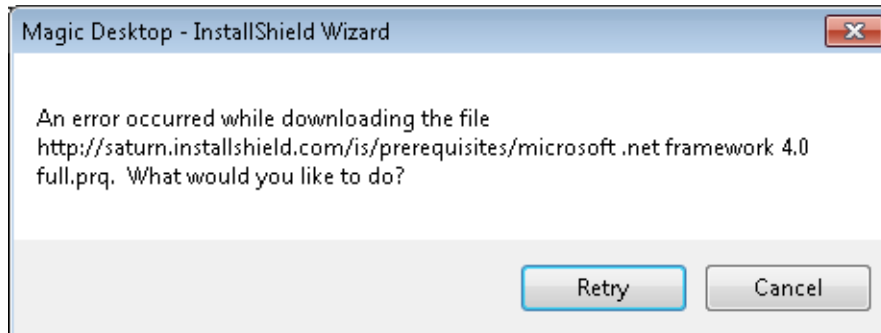 Magic Desktop - InstallShield Wizard
An error occurred while downloading the file
http://saturn.installshield.com/is/prerequisites/microsoft .net framework 4.0
full.prq. What would you like to do?
Retry
Cancel